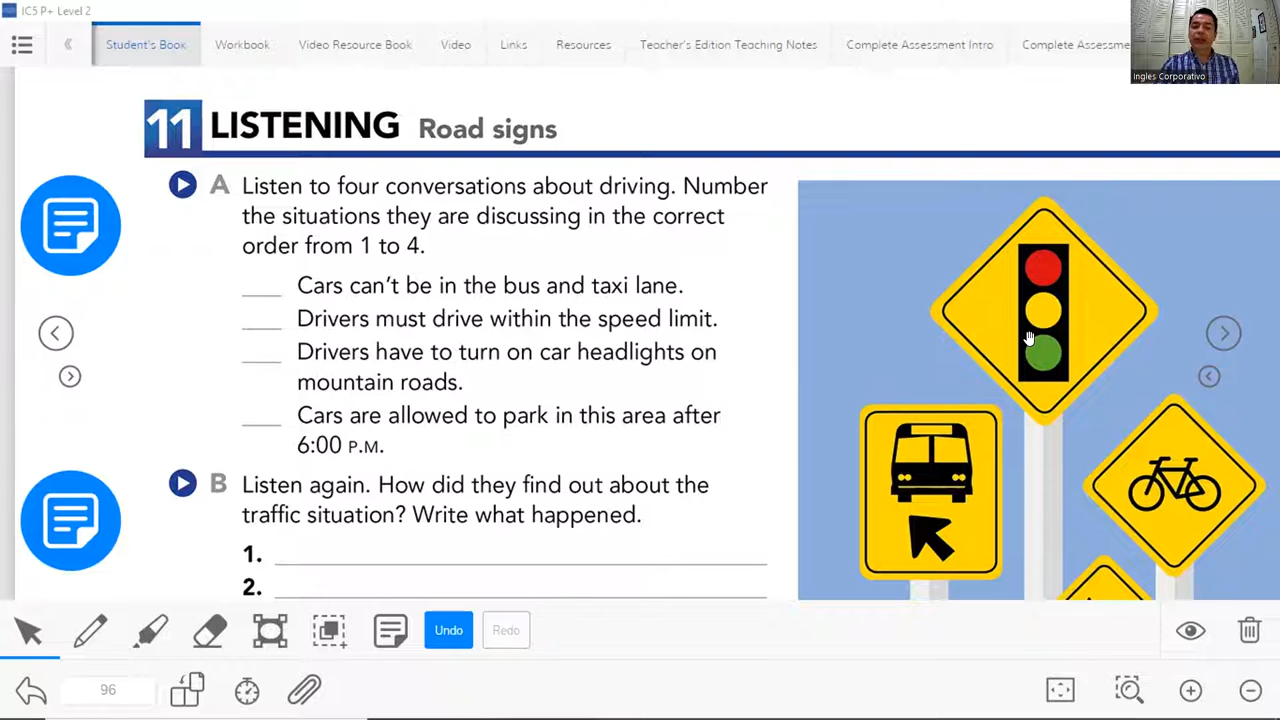 IC5 P+ Level 2
Student's Book Workbook Video Resource Book Video Links Resources Teacher's Edition Teaching Notes Complete Assessment Intro Complete Assessme
Ingles Corporativo
11 LISTENING Road signs
A Listen to four conversations about driving. Number
the situations they are discussing in the correct
order from 1 to 4.
___ Cars can't be in the bus and taxi lane.
___ Drivers must drive within the speed limit.
___ Drivers have to turn on car headlights on
mountain roads.
___ Cars are allowed to park in this area after
6:00 P.M.
B Listen again. How did they find out about the
traffic situation? Write what happened.
1.
2.
Undo Redo
96